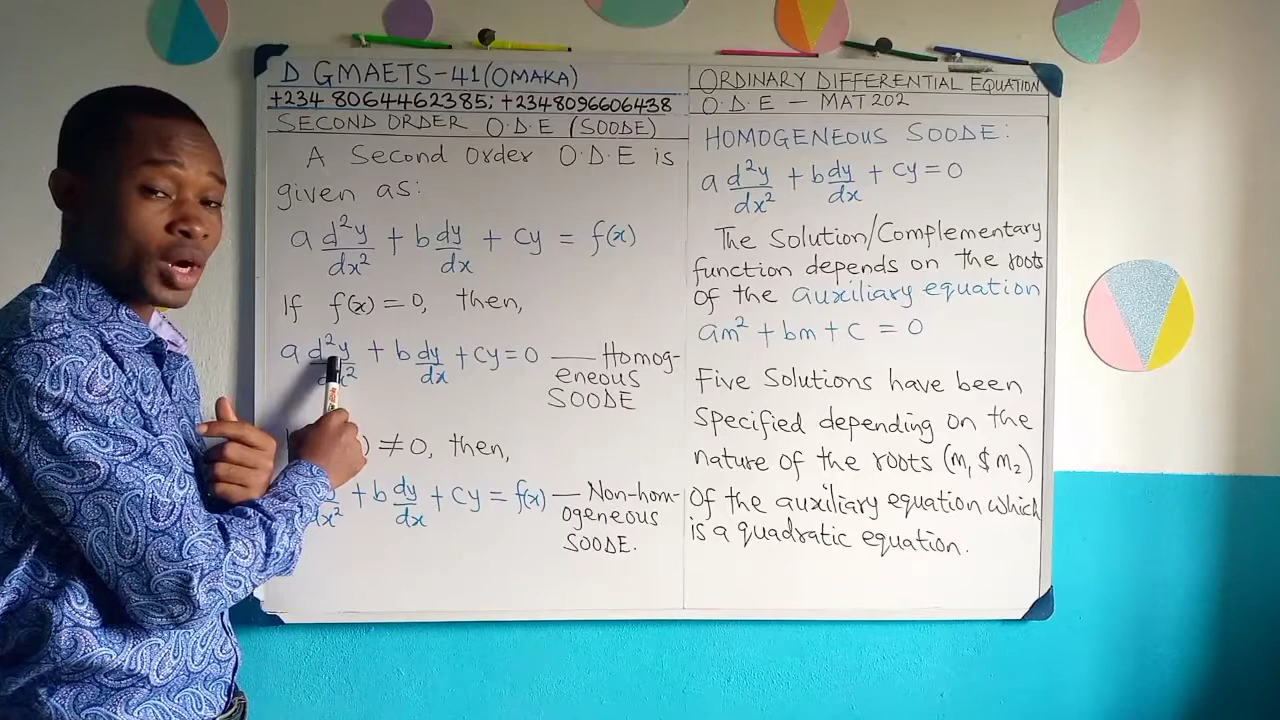 D GMAETS-41(OMAKA)
+234 8064462385; +2348096606438
SECOND ORDER O.D.E (SOODE)
A Second Order O.D.E is
given as:
a d²y/dx² + b dy/dx + cy = f(x)
If f(x) = 0, then,
a d²y/dx² + b dy/dx + cy = 0 — Homog-
eneous
SOODE
) ≠ 0, then,
+ b dy/dx + cy = f(x) — Non-hom-
ogeneous
SOODE.
ORDINARY DIFFERENTIAL EQUATION
O.D.E — MAT 202
HOMOGENEOUS SOODE:
a d²y/dx² + b dy/dx + cy = 0
The Solution/Complementary
function depends on the roots
of the auxiliary equation
am² + bm + c = 0
Five Solutions have been
Specified depending on the
nature of the roots (m₁ & m₂)
Of the auxiliary equation which
is a quadratic equation.